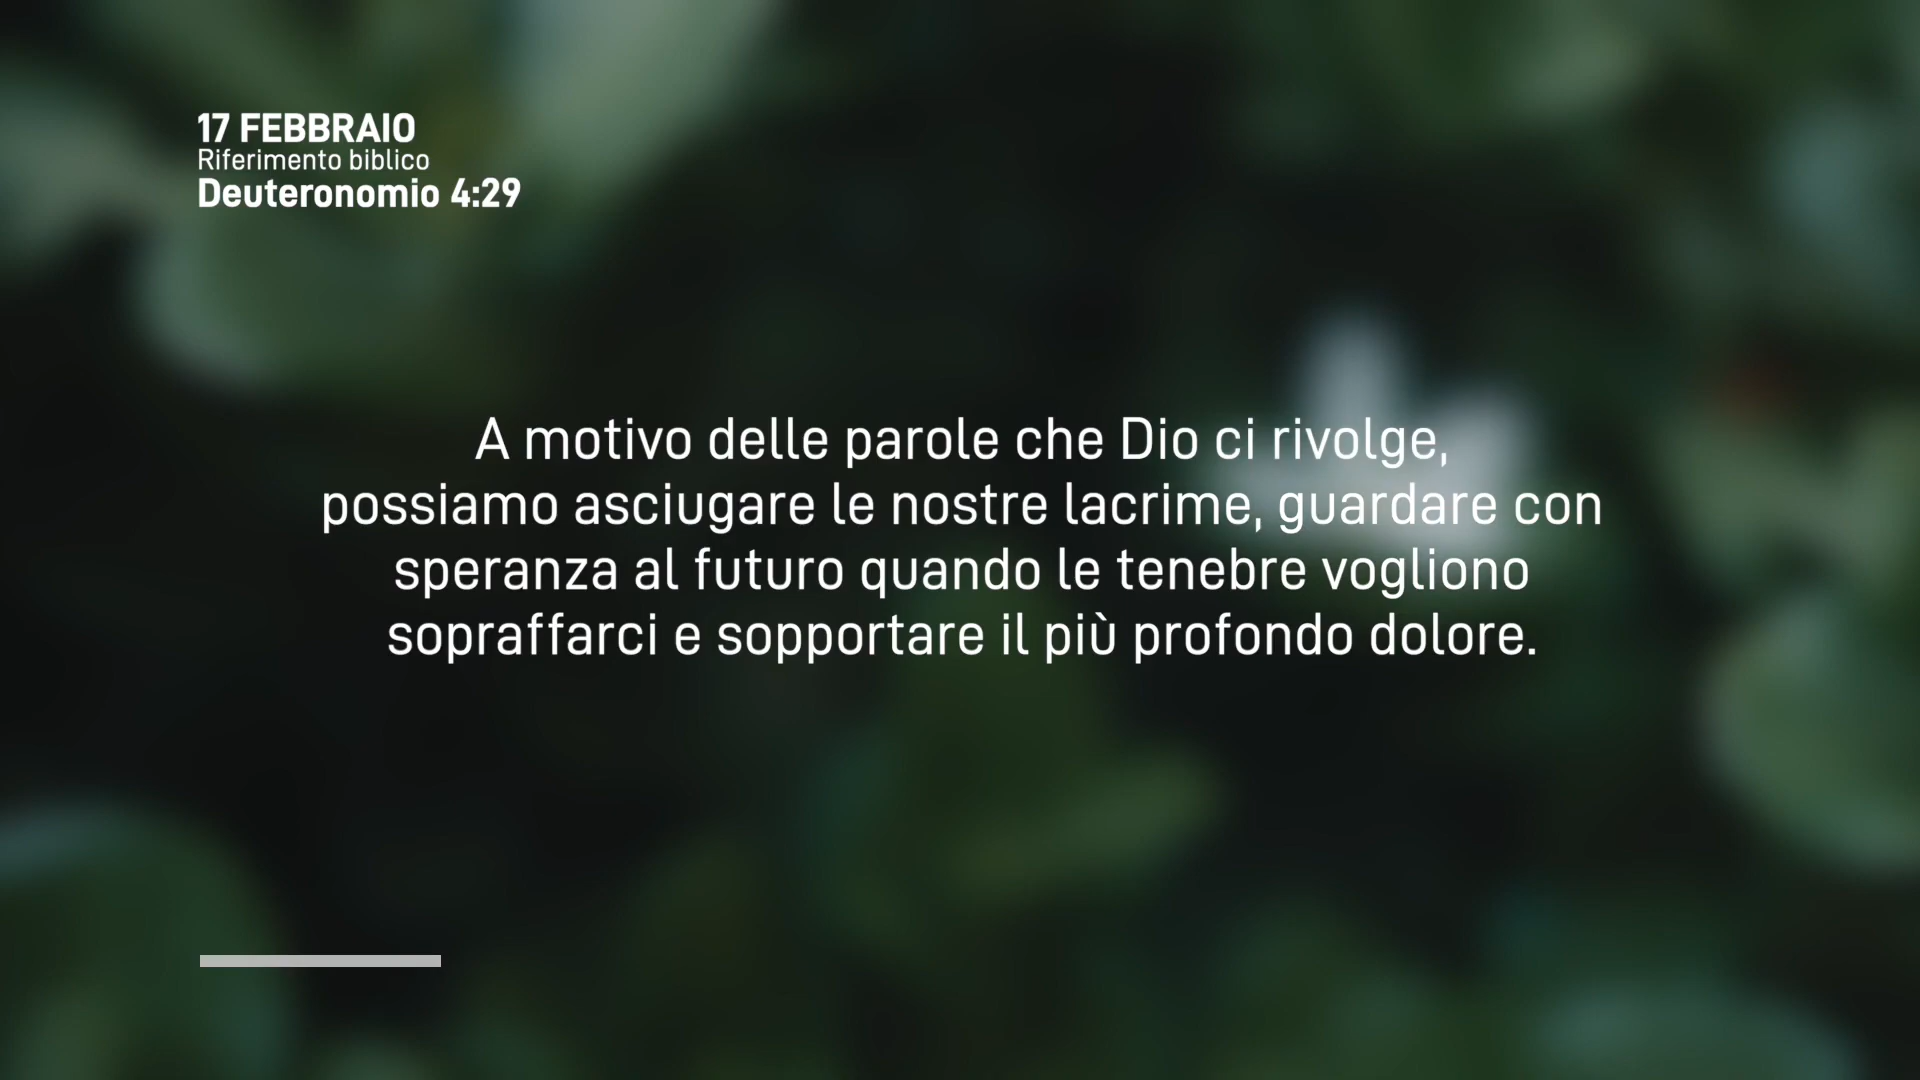 17 FEBBRAIO
Riferimento biblico
Deuteronomio 4:29
A motivo delle parole che Dio ci rivolge,
possiamo asciugare le nostre lacrime, guardare con
speranza al futuro quando le tenebre vogliono
sopraffarci e sopportare il più profondo dolore.